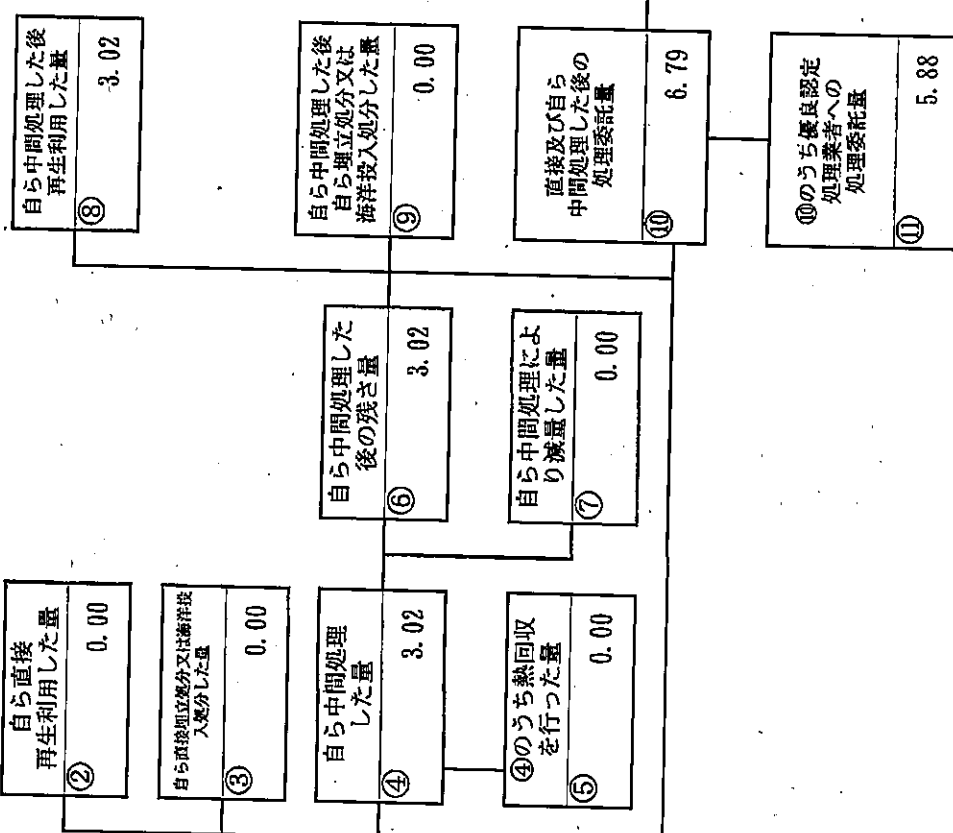 自ら直接
再生利用した量
② 0.00
自ら直接埋立処分又は海洋投
入処分した量
③ 0.00
自ら中間処理
した量
④ 3.02
④のうち熱回収
を行った量
⑤ 0.00
自ら中間処理した
後の残さ量
⑥ 3.02
自ら中間処理によ
り減量した量
⑦ 0.00
自ら中間処理した後
再生利用した量
⑧ 3.02
自ら中間処理した後
自ら埋立処分又は
海洋投入処分した量
⑨ 0.00
直接及び自ら
中間処理した後の
処理委託量
⑩ 6.79
⑩のうち優良認定
処理業者への
処理委託量
⑪ 5.88